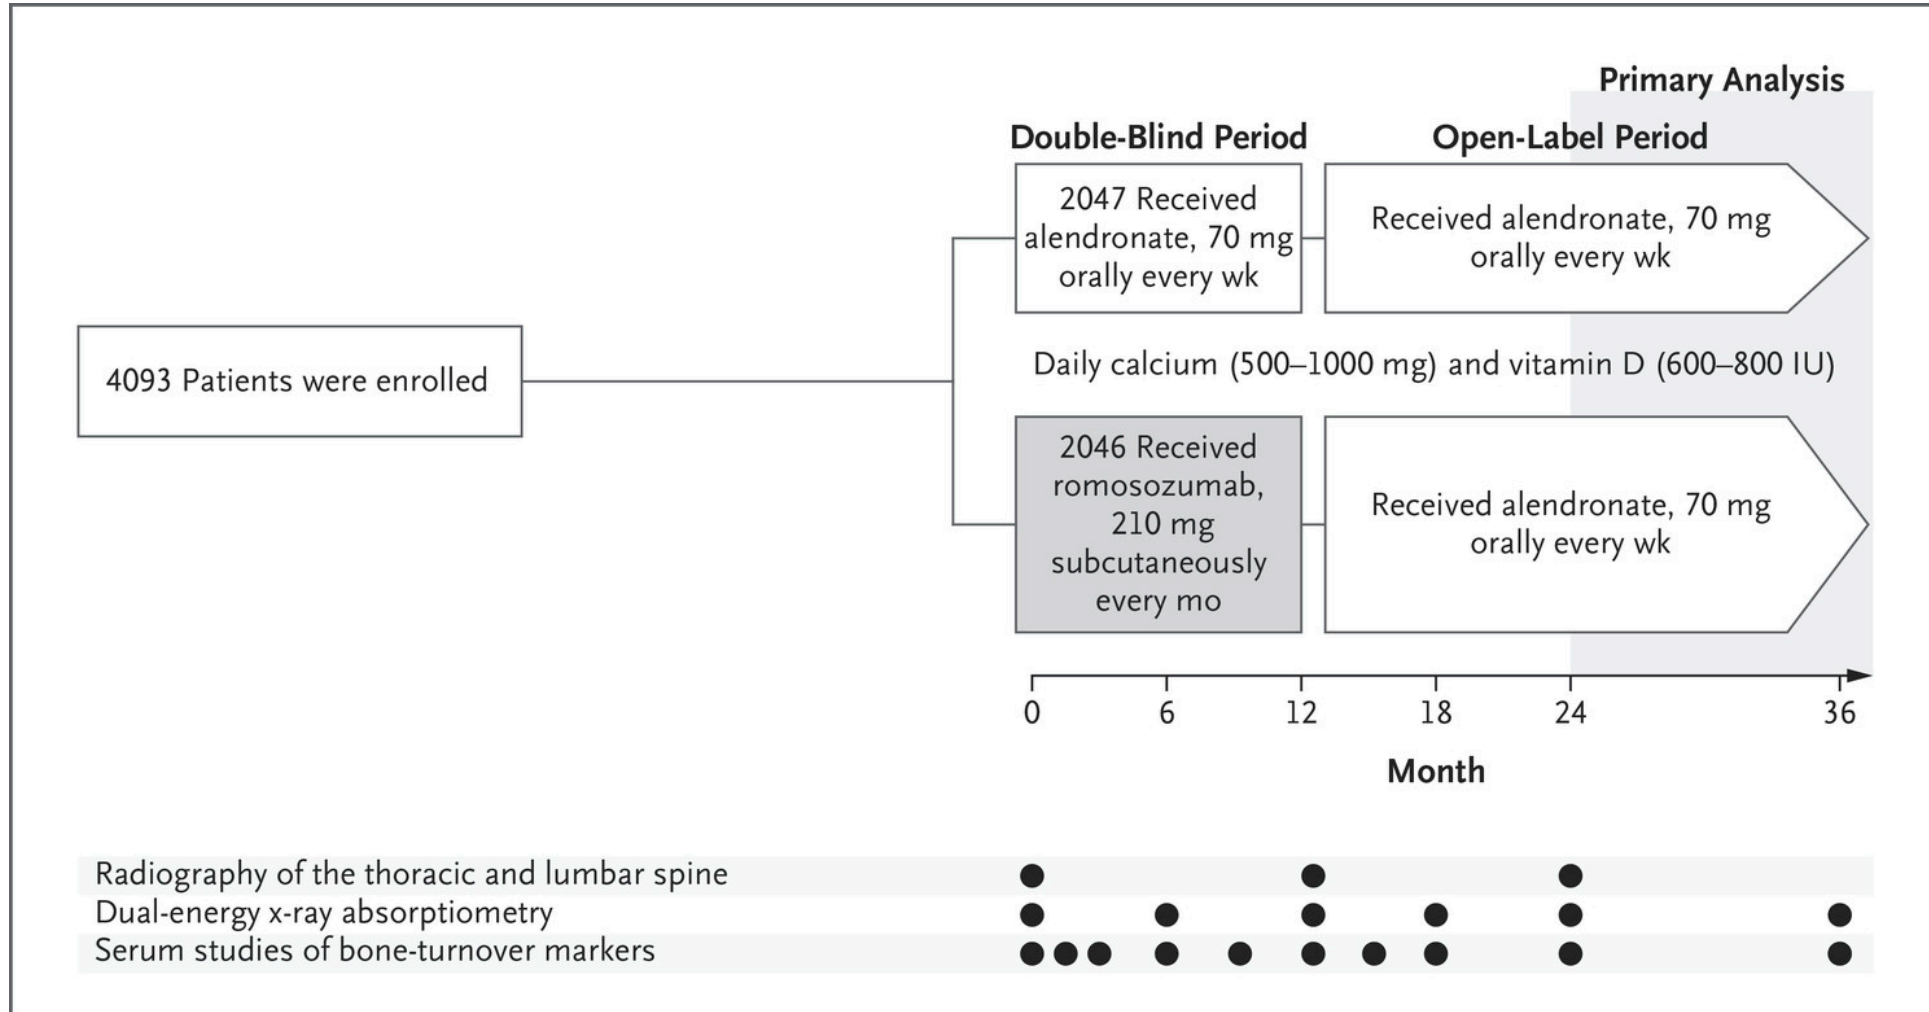 Primary Analysis
Double-Blind Period
Open-Label Period
2047 Received
alendronate, 70 mg
orally every wk
Received alendronate, 70 mg
orally every wk
4093 Patients were enrolled
Daily calcium (500–1000 mg) and vitamin D (600–800 IU)
2046 Received
romosozumab,
210 mg
subcutaneously
every mo
Received alendronate, 70 mg
orally every wk
0 6 12 18 24 36
Month
Radiography of the thoracic and lumbar spine
Dual-energy x-ray absorptiometry
Serum studies of bone-turnover markers